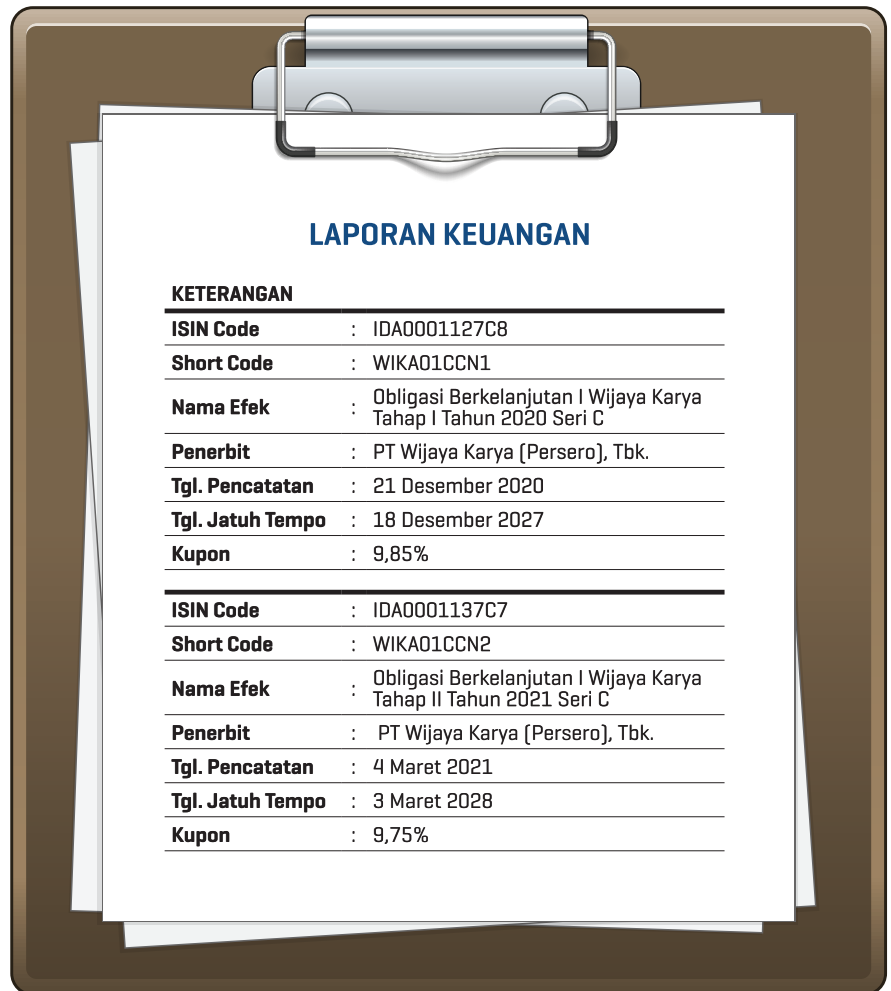 LAPORAN KEUANGAN
KETERANGAN
ISIN Code : IDA0001127C8
Short Code : WIKA01CCN1
Nama Efek : Obligasi Berkelanjutan I Wijaya Karya
Tahap I Tahun 2020 Seri C
Penerbit : PT Wijaya Karya (Persero), Tbk.
Tgl. Pencatatan : 21 Desember 2020
Tgl. Jatuh Tempo : 18 Desember 2027
Kupon : 9,85%
ISIN Code : IDA0001137C7
Short Code : WIKA01CCN2
Nama Efek : Obligasi Berkelanjutan I Wijaya Karya
Tahap II Tahun 2021 Seri C
Penerbit : PT Wijaya Karya (Persero), Tbk.
Tgl. Pencatatan : 4 Maret 2021
Tgl. Jatuh Tempo : 3 Maret 2028
Kupon : 9,75%